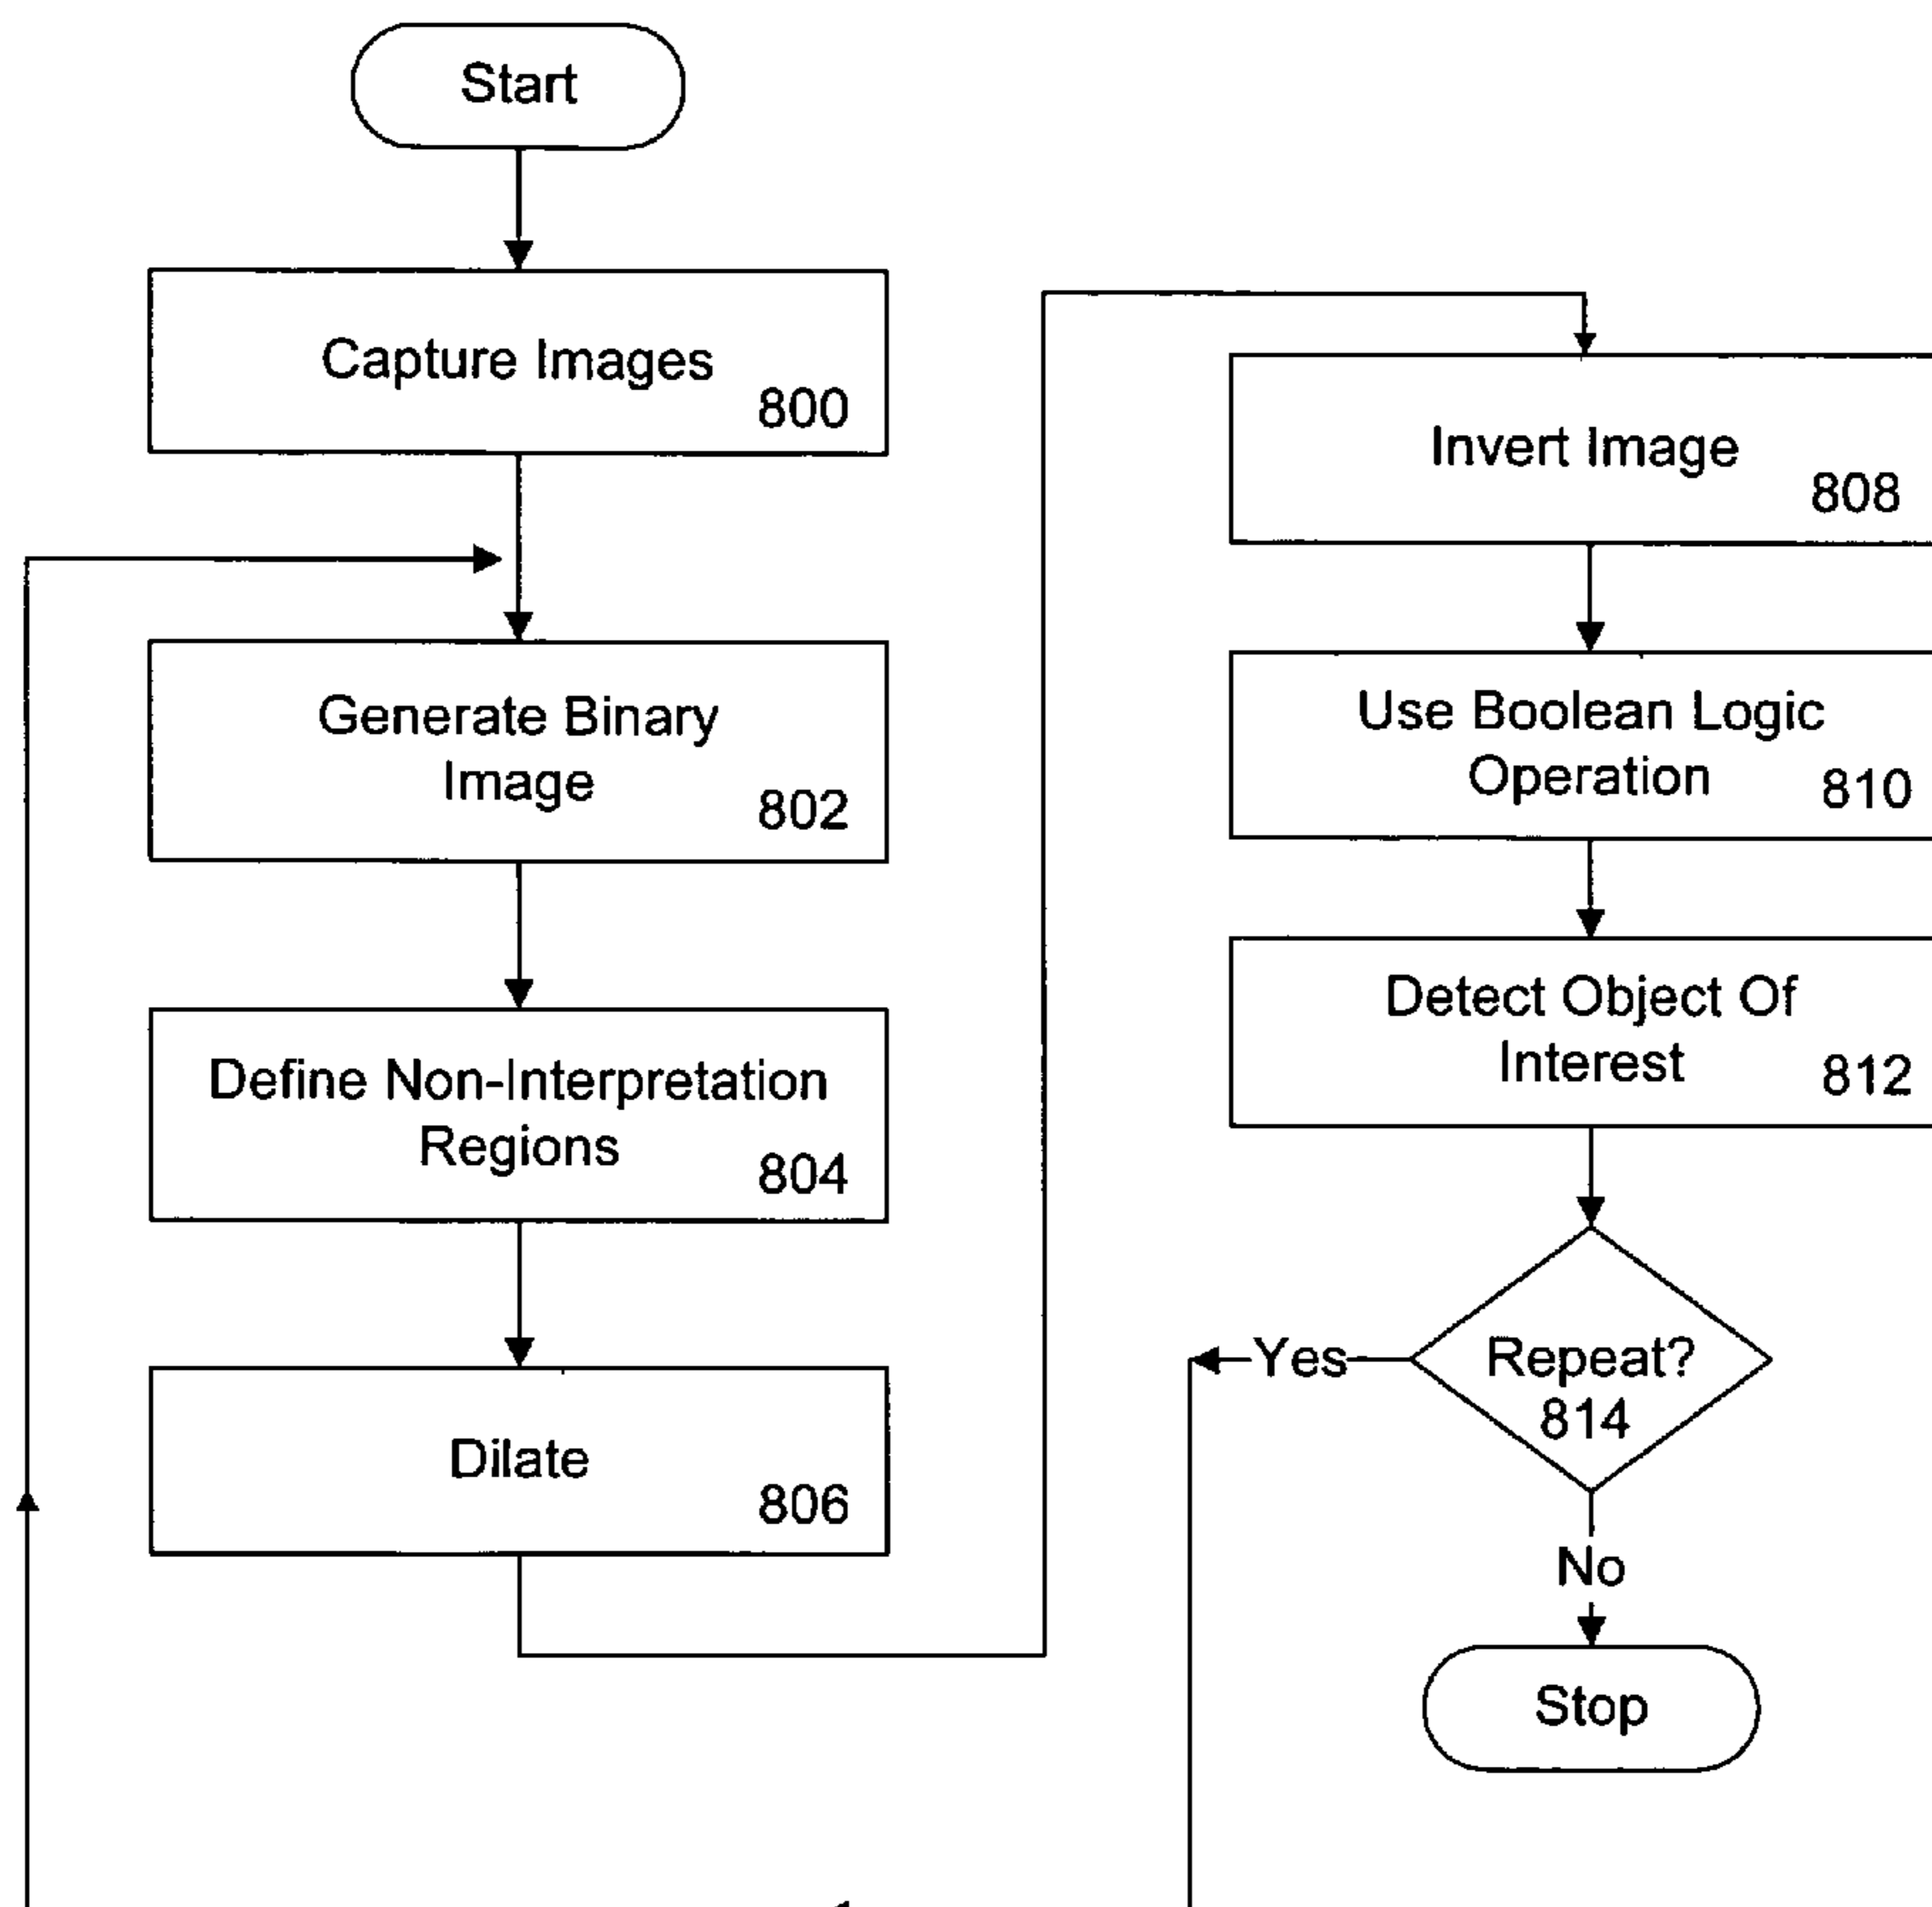 Start
Capture Images
800
Generate Binary
Image
802
Define Non-Interpretation
Regions
804
Dilate
806
Invert Image
808
Use Boolean Logic
Operation
810
Detect Object Of
Interest
812
Repeat?
814
Yes
No
Stop